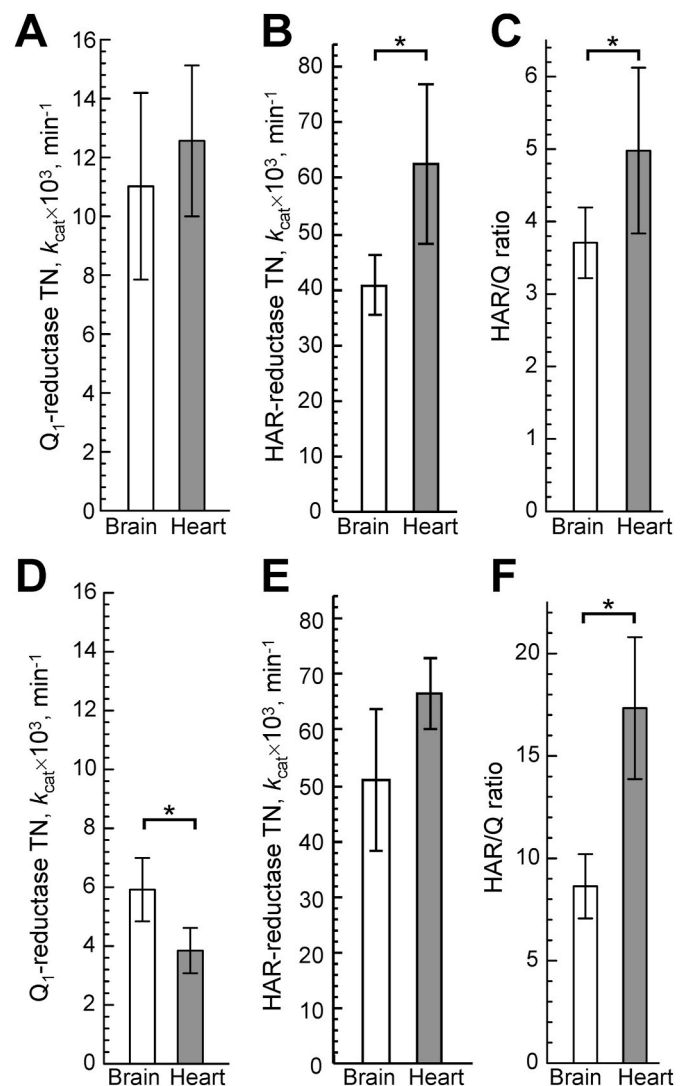 A
Q₁-reductase TN, kcat×10³, min⁻¹
16
14
12
10
8
6
4
2
0
Brain Heart
B
*
HAR-reductase TN, kcat×10³, min⁻¹
80
70
60
50
40
30
20
10
0
Brain Heart
C
*
HAR/Q ratio
6
5
4
3
2
1
0
Brain Heart
D
*
Q₁-reductase TN, kcat×10³, min⁻¹
16
14
12
10
8
6
4
2
0
Brain Heart
E
HAR-reductase TN, kcat×10³, min⁻¹
80
70
60
50
40
30
20
10
0
Brain Heart
F
*
HAR/Q ratio
20
15
10
5
0
Brain Heart